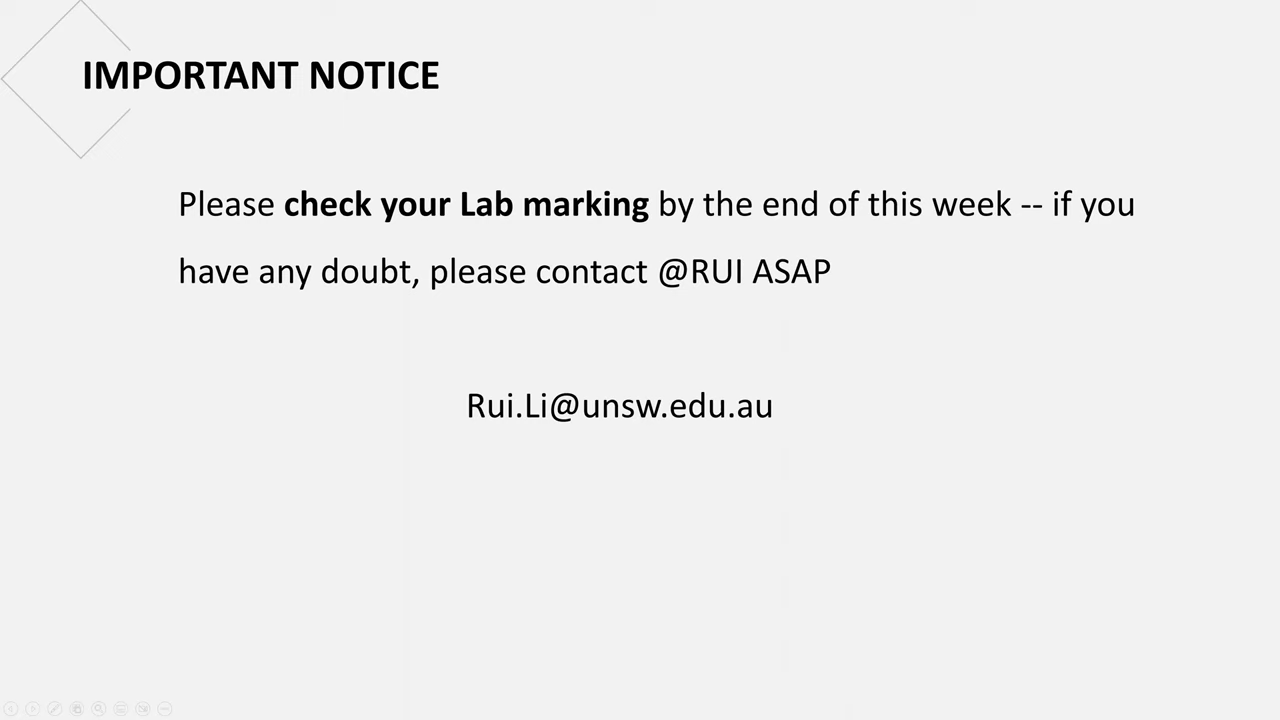 IMPORTANT NOTICE
Please check your Lab marking by the end of this week -- if you
have any doubt, please contact @RUI ASAP
Rui.Li@unsw.edu.au